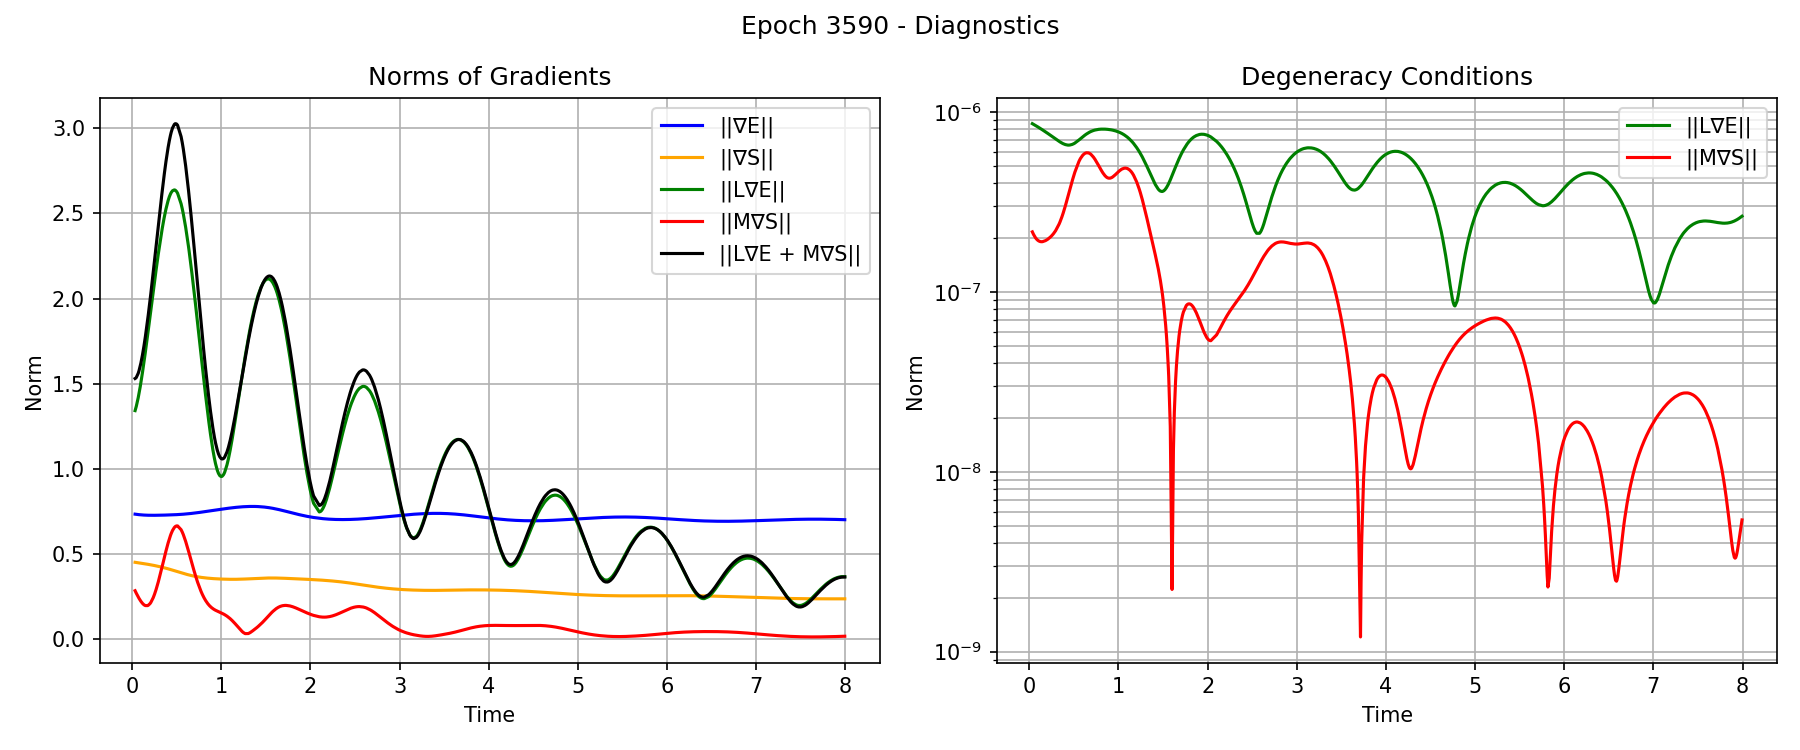 Epoch 3590 - Diagnostics
Norms of Gradients
Norm
3.0
2.5
2.0
1.5
1.0
0.5
0.0
0 1 2 3 4 5 6 7 8
Time
||∇E||
||∇S||
||L∇E||
||M∇S||
||L∇E + M∇S||
Degeneracy Conditions
Norm
10⁻⁶
10⁻⁷
10⁻⁸
10⁻⁹
0 1 2 3 4 5 6 7 8
Time
||L∇E||
||M∇S||